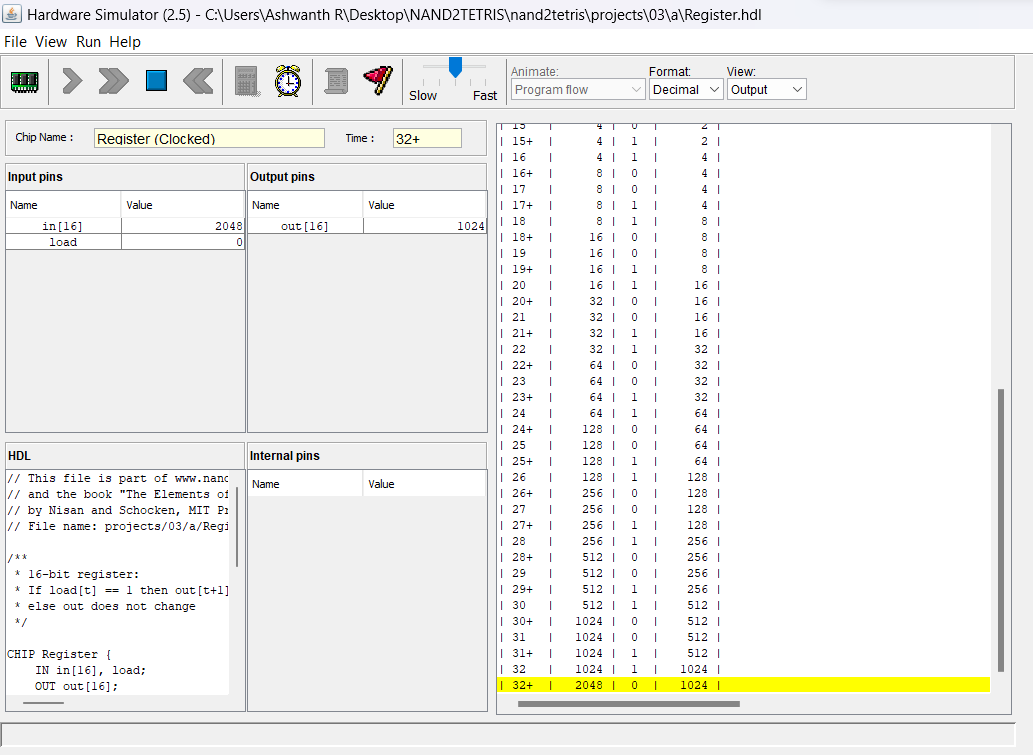 Hardware Simulator (2.5) - C:\Users\Ashwanth R\Desktop\NAND2TETRIS\nand2tetris\projects\03\a\Register.hdl
File View Run Help
Slow Fast
Animate:
Program flow
Format:
Decimal
View:
Output
Chip Name : Register (Clocked) Time : 32+
Input pins
Name Value
in[16] 2048
load 0
Output pins
Name Value
out[16] 1024
HDL
// This file is part of www.nand
// and the book "The Elements of
// by Nisan and Schocken, MIT Pr
// File name: projects/03/a/Regi
/**
* 16-bit register:
* If load[t] == 1 then out[t+1]
* else out does not change
*/
CHIP Register {
IN in[16], load;
OUT out[16];
Internal pins
Name Value
| 15 | 4 | 0 | 2 |
| 15+ | 4 | 1 | 2 |
| 16 | 4 | 1 | 4 |
| 16+ | 8 | 0 | 4 |
| 17 | 8 | 0 | 4 |
| 17+ | 8 | 1 | 4 |
| 18 | 8 | 1 | 8 |
| 18+ | 16 | 0 | 8 |
| 19 | 16 | 0 | 8 |
| 19+ | 16 | 1 | 8 |
| 20 | 16 | 1 | 16 |
| 20+ | 32 | 0 | 16 |
| 21 | 32 | 0 | 16 |
| 21+ | 32 | 1 | 16 |
| 22 | 32 | 1 | 32 |
| 22+ | 64 | 0 | 32 |
| 23 | 64 | 0 | 32 |
| 23+ | 64 | 1 | 32 |
| 24 | 64 | 1 | 64 |
| 24+ | 128 | 0 | 64 |
| 25 | 128 | 0 | 64 |
| 25+ | 128 | 1 | 64 |
| 26 | 128 | 1 | 128 |
| 26+ | 256 | 0 | 128 |
| 27 | 256 | 0 | 128 |
| 27+ | 256 | 1 | 128 |
| 28 | 256 | 1 | 256 |
| 28+ | 512 | 0 | 256 |
| 29 | 512 | 0 | 256 |
| 29+ | 512 | 1 | 256 |
| 30 | 512 | 1 | 512 |
| 30+ | 1024 | 0 | 512 |
| 31 | 1024 | 0 | 512 |
| 31+ | 1024 | 1 | 512 |
| 32 | 1024 | 1 | 1024 |
| 32+ | 2048 | 0 | 1024 |